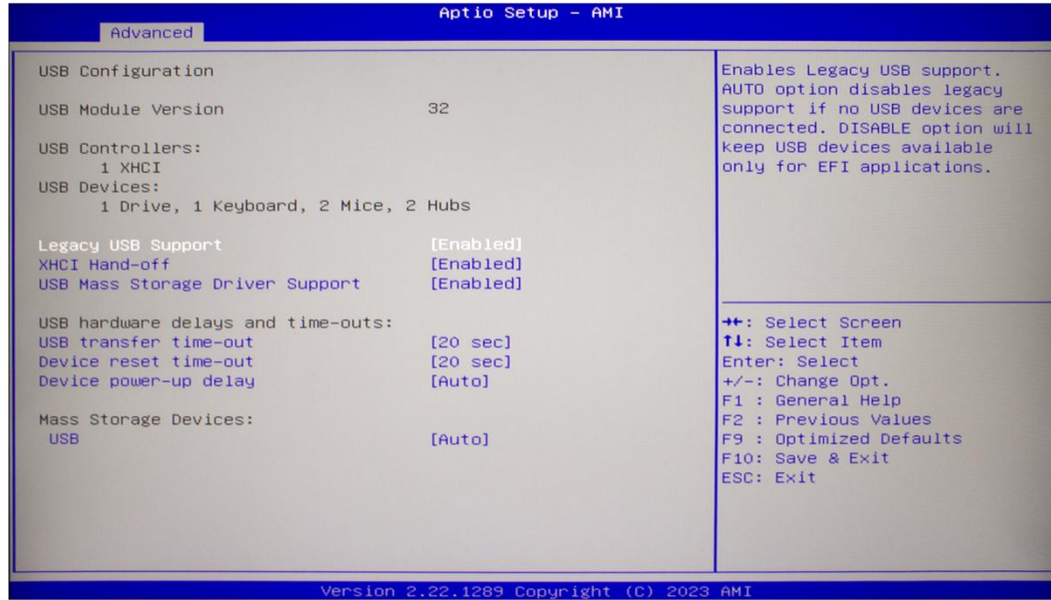 Aptio Setup – AMI
Advanced
USB Configuration
USB Module Version 32
USB Controllers:
1 XHCI
USB Devices:
1 Drive, 1 Keyboard, 2 Mice, 2 Hubs
Legacy USB Support [Enabled]
XHCI Hand-off [Enabled]
USB Mass Storage Driver Support [Enabled]
USB hardware delays and time-outs:
USB transfer time-out [20 sec]
Device reset time-out [20 sec]
Device power-up delay [Auto]
Mass Storage Devices:
USB [Auto]
Enables Legacy USB support.
AUTO option disables legacy
support if no USB devices are
connected. DISABLE option will
keep USB devices available
only for EFI applications.
→←: Select Screen
↑↓: Select Item
Enter: Select
+/-: Change Opt.
F1 : General Help
F2 : Previous Values
F9 : Optimized Defaults
F10: Save & Exit
ESC: Exit
Version 2.22.1289 Copyright (C) 2023 AMI